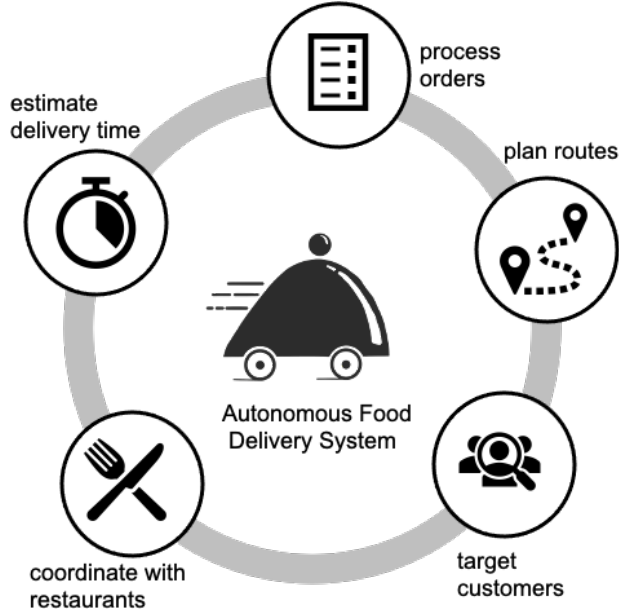 process
orders
estimate
delivery time
plan routes
Autonomous Food
Delivery System
coordinate with
restaurants
target
customers